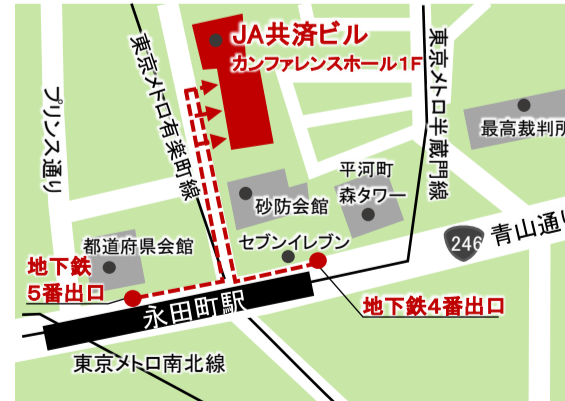 JA共済ビル
カンファレンスホール1F
東京メトロ有楽町線
東京メトロ半蔵門線
プリンス通り
最高裁判所
平河町
森タワー
砂防会館
セブンイレブン
都道府県会館
246
青山通り
地下鉄
5番出口
地下鉄4番出口
永田町駅
東京メトロ南北線